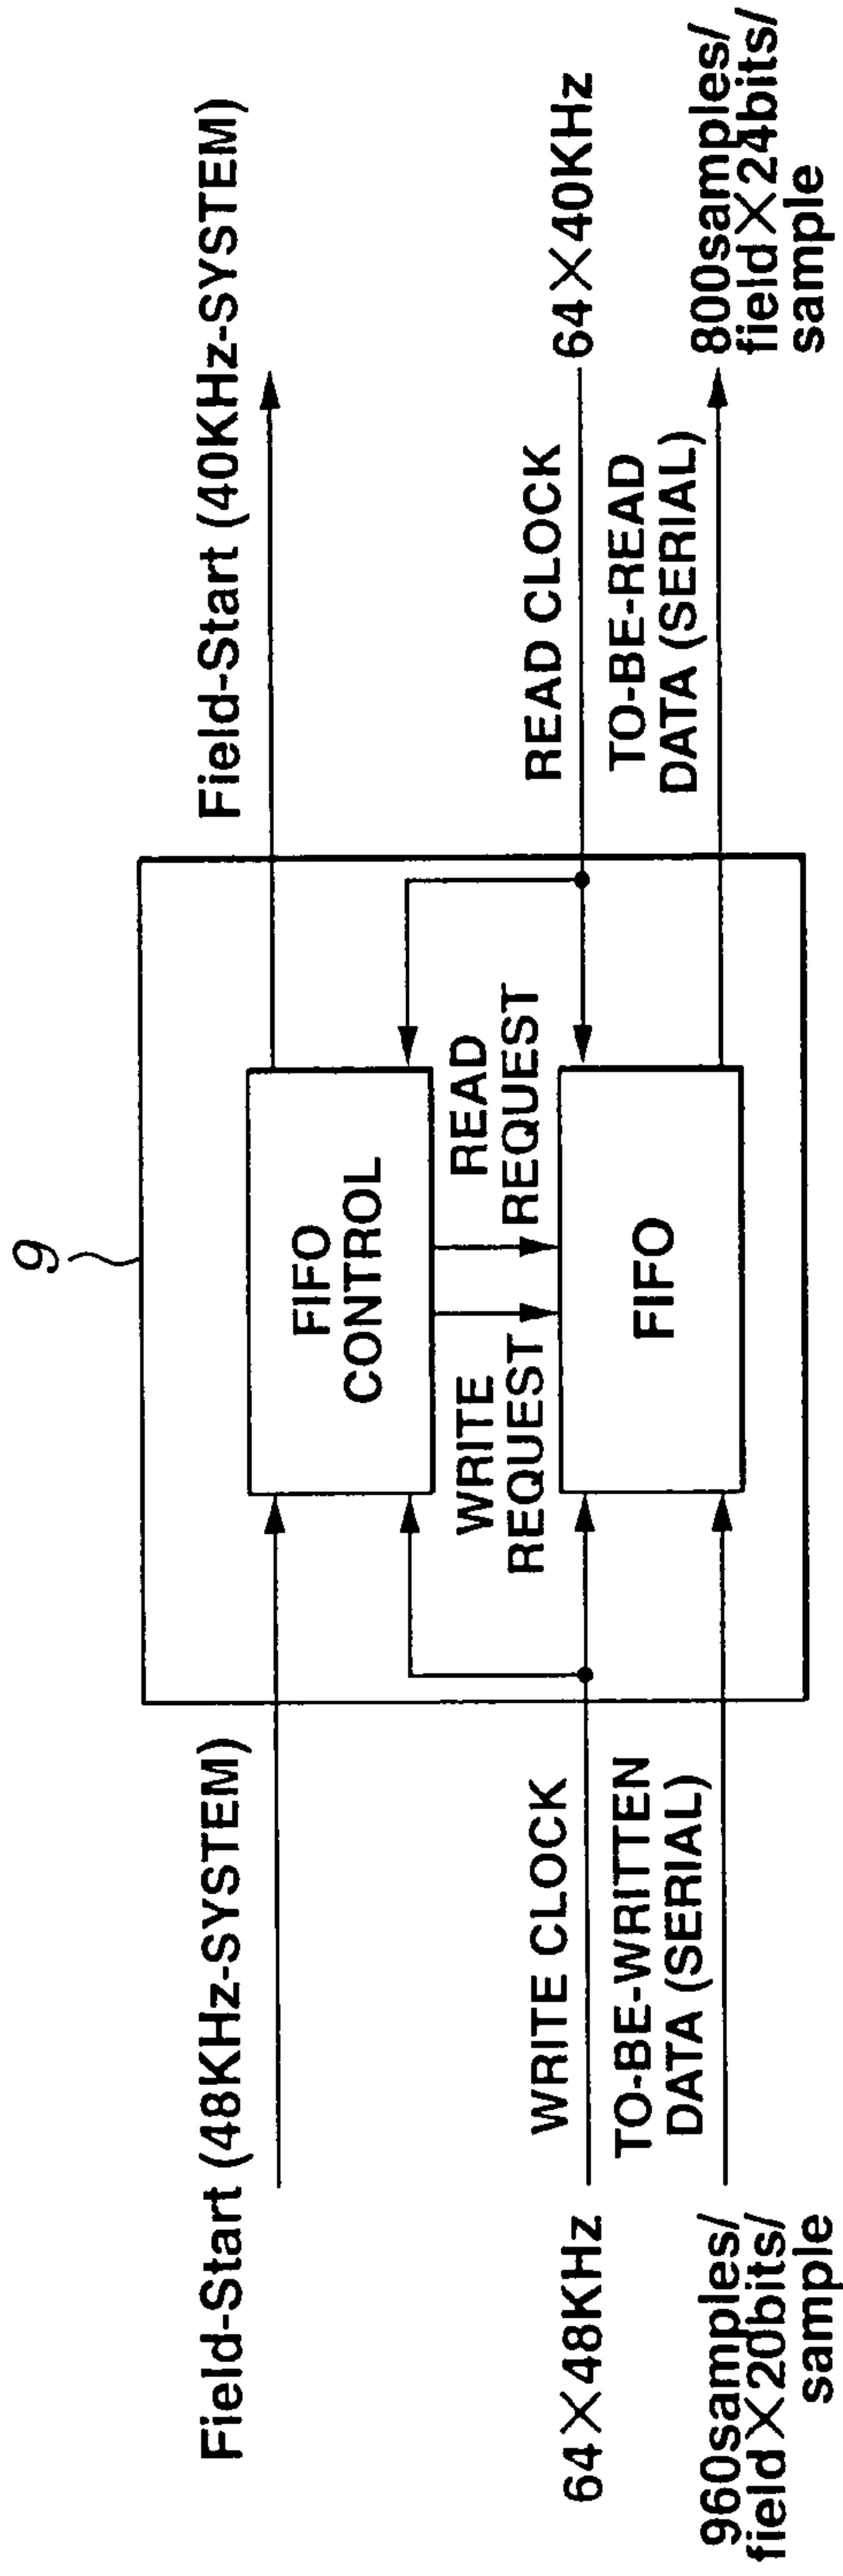 9
Field-Start (48KHz-SYSTEM)
Field-Start (40KHz-SYSTEM)
FIFO
CONTROL
WRITE
REQUEST
READ
REQUEST
FIFO
64×48KHz
WRITE CLOCK
TO-BE-WRITTEN
DATA (SERIAL)
960samples/
field×20bits/
sample
READ CLOCK
64×40KHz
TO-BE-READ
DATA (SERIAL)
800samples/
field×24bits/
sample